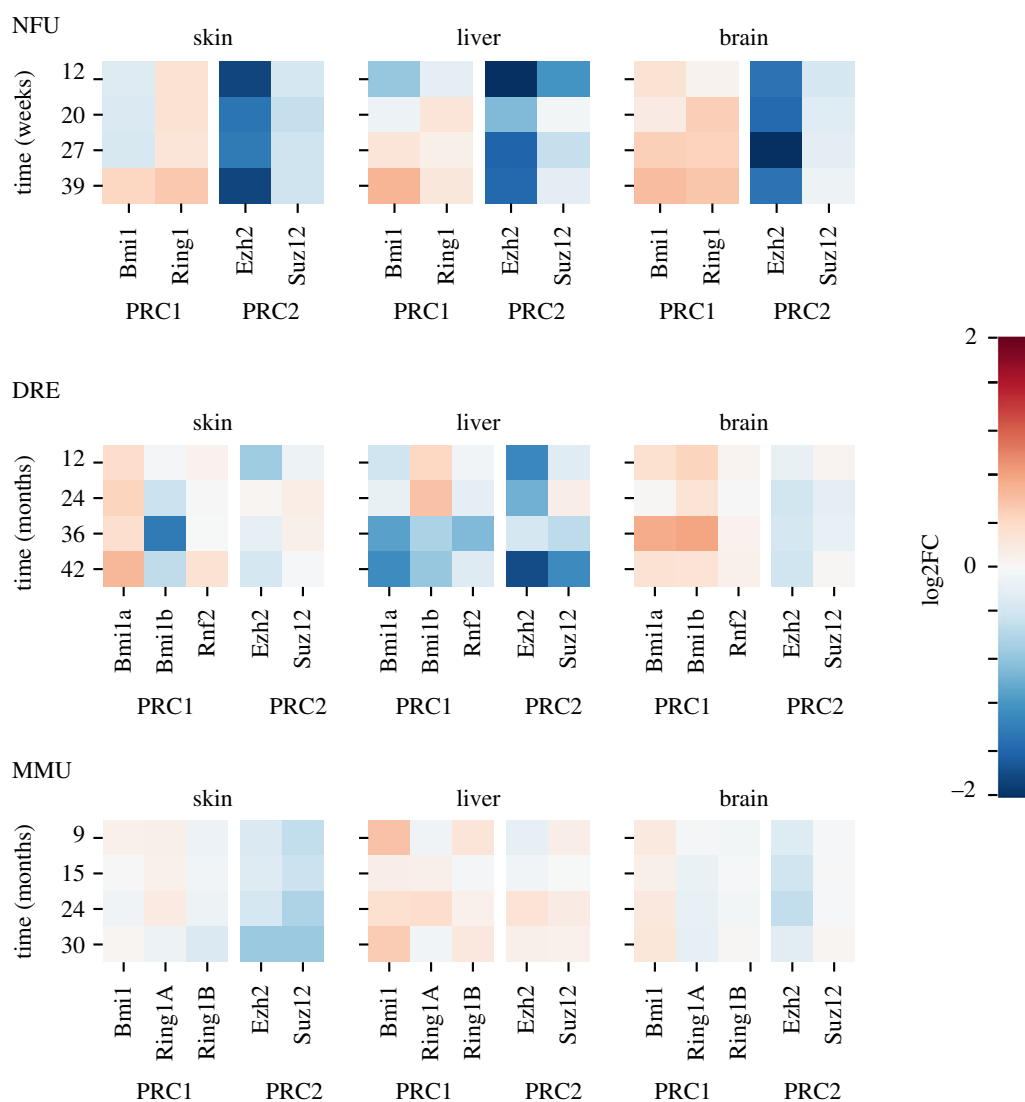 NFU
skin liver brain
time (weeks)
12
20
27
39
Bmi1 Ring1 Ezh2 Suz12 Bmi1 Ring1 Ezh2 Suz12 Bmi1 Ring1 Ezh2 Suz12
PRC1 PRC2 PRC1 PRC2 PRC1 PRC2
DRE
skin liver brain
time (months)
12
24
36
42
Bmi1a Bmi1b Rnf2 Ezh2 Suz12 Bmi1a Bmi1b Rnf2 Ezh2 Suz12 Bmi1a Bmi1b Rnf2 Ezh2 Suz12
PRC1 PRC2 PRC1 PRC2 PRC1 PRC2
MMU
skin liver brain
time (months)
9
15
24
30
Bmi1 Ring1A Ring1B Ezh2 Suz12 Bmi1 Ring1A Ring1B Ezh2 Suz12 Bmi1 Ring1A Ring1B Ezh2 Suz12
PRC1 PRC2 PRC1 PRC2 PRC1 PRC2
2
0
–2
log2FC